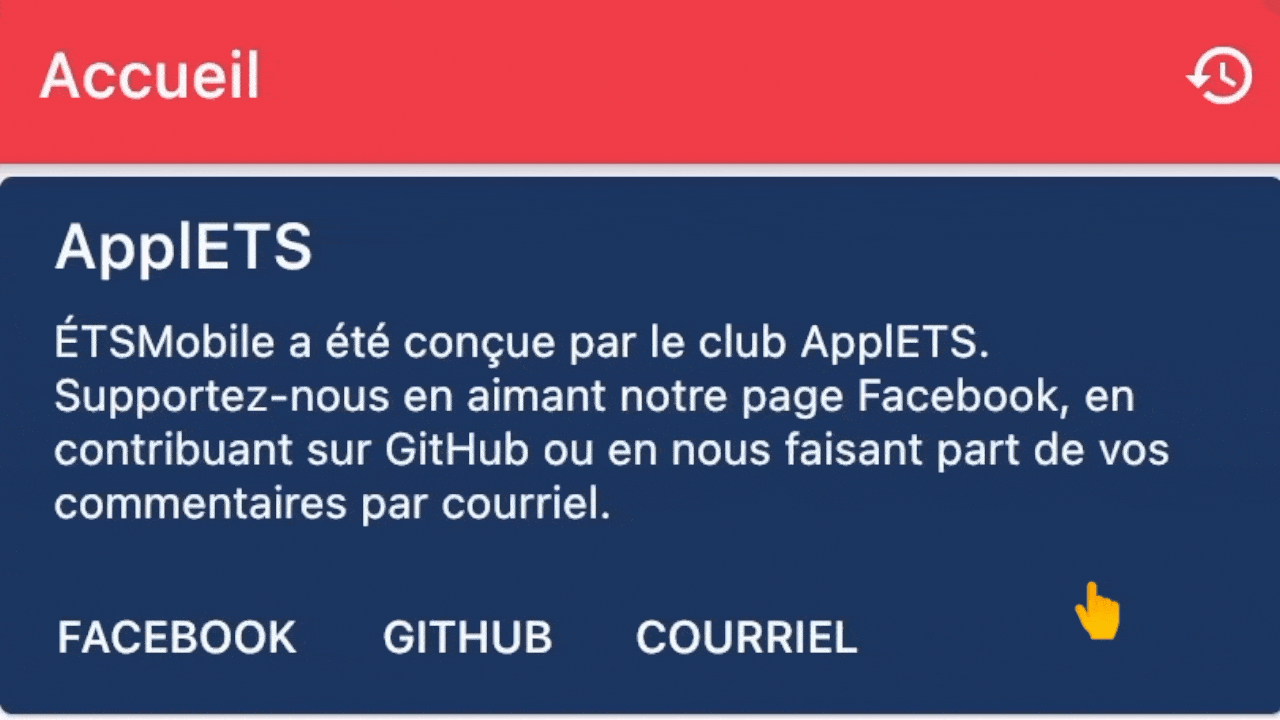 Accueil
ApplETS
ÉTSMobile a été conçue par le club ApplETS.
Supportez-nous en aimant notre page Facebook, en
contribuant sur GitHub ou en nous faisant part de vos
commentaires par courriel.
FACEBOOK GITHUB COURRIEL